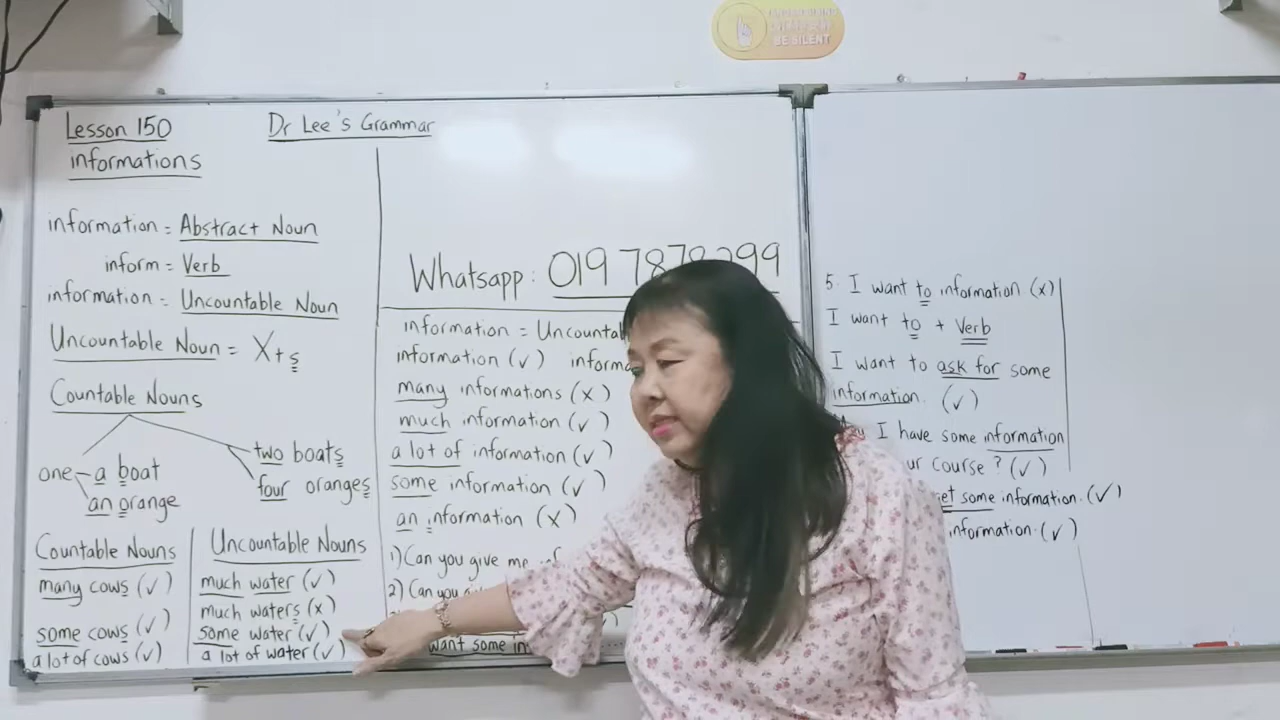 BE SILENT
Lesson 150
informations
Dr Lee's Grammar
information = Abstract Noun
inform = Verb
information = Uncountable Noun
Uncountable Noun = X + s
Countable Nouns
one
a boat
an orange
two boats
four oranges
Countable Nouns
many cows (✓)
some cows (✓)
a lot of cows (✓)
Uncountable Nouns
much water (✓)
much waters (x)
some water (✓)
a lot of water (✓)
Whatsapp: 019 7878299
information =
information (✓)
many informations (x)
much information (✓)
a lot of information (✓)
some information (✓)
an information (x)
1) Can you give me
2) Can you
want some
5. I want to information (x)
I want to + Verb
I want to ask for some
information. (✓)
I have some information
course? (✓)
some information. (✓)
information. (✓)